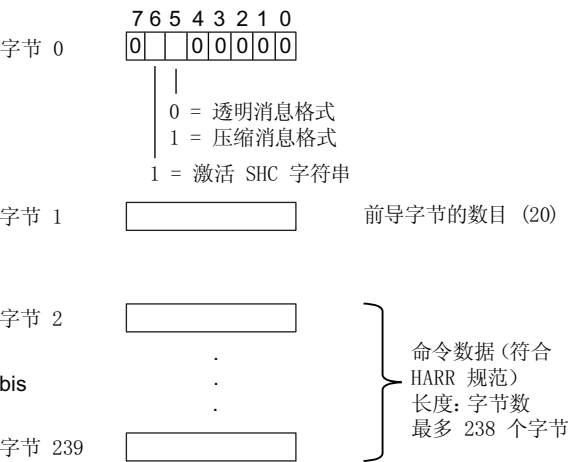 7 6 5 4 3 2 1 0
字节 0
0 0 0 0 0 0
0 = 透明消息格式
1 = 压缩消息格式
1 = 激活 SHC 字符串
字节 1
前导字节的数目 (20)
字节 2
.
bis
.
.
字节 239
命令数据(符合
HARR 规范)
长度: 字节数
最多 238 个字节